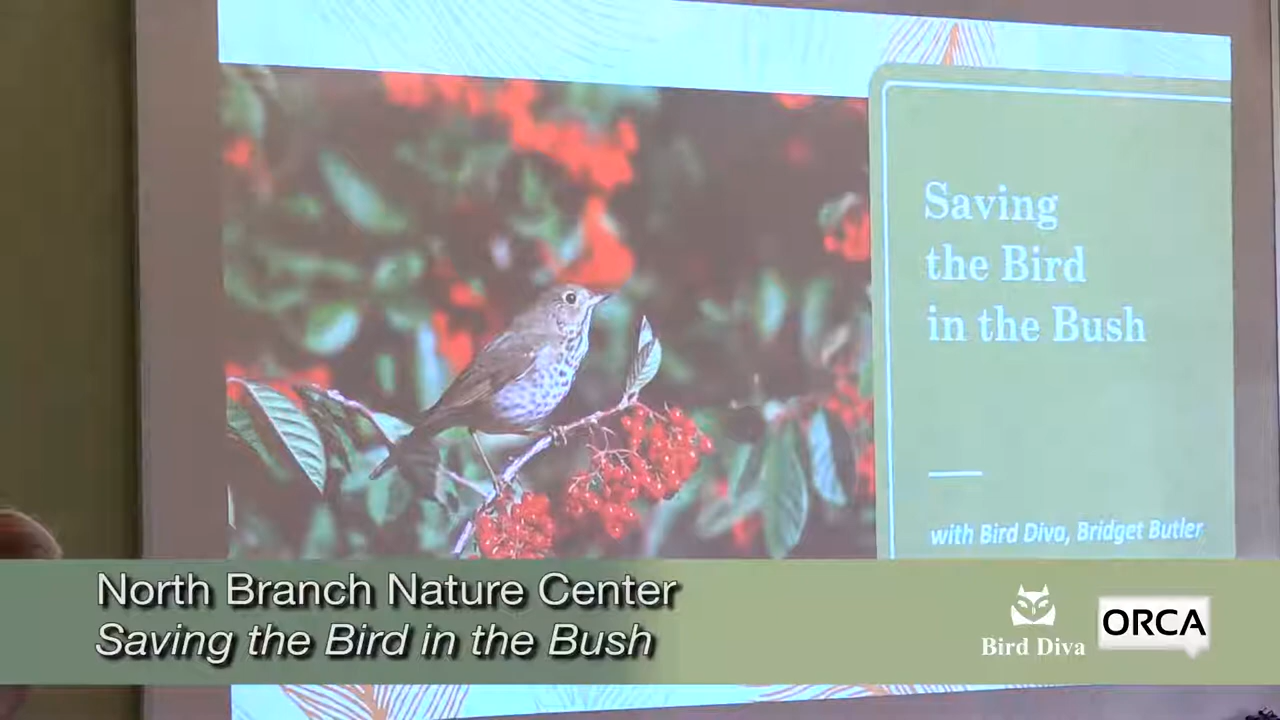 Saving
the Bird
in the Bush
with Bird Diva, Bridget Butler
North Branch Nature Center
Saving the Bird in the Bush
Bird Diva
ORCA